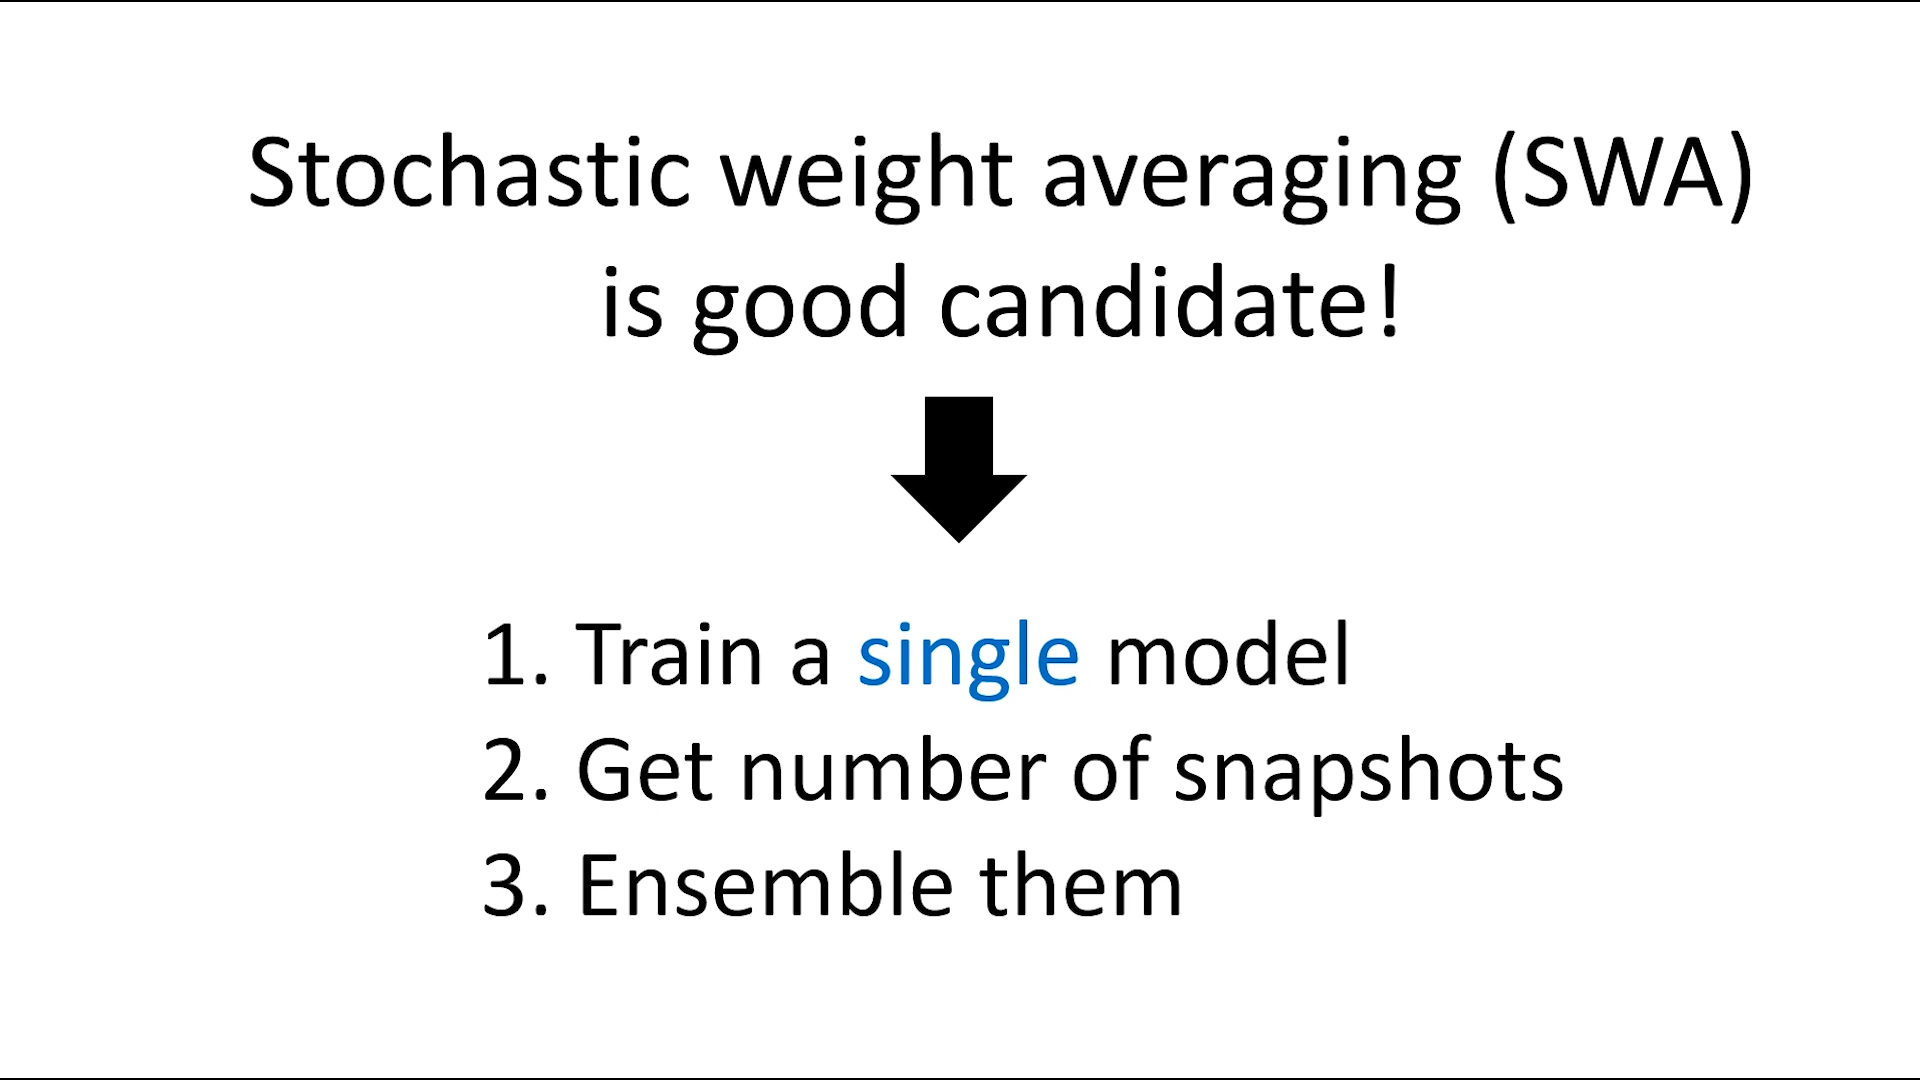 Stochastic weight averaging (SWA)
is good candidate!
1. Train a single model
2. Get number of snapshots
3. Ensemble them